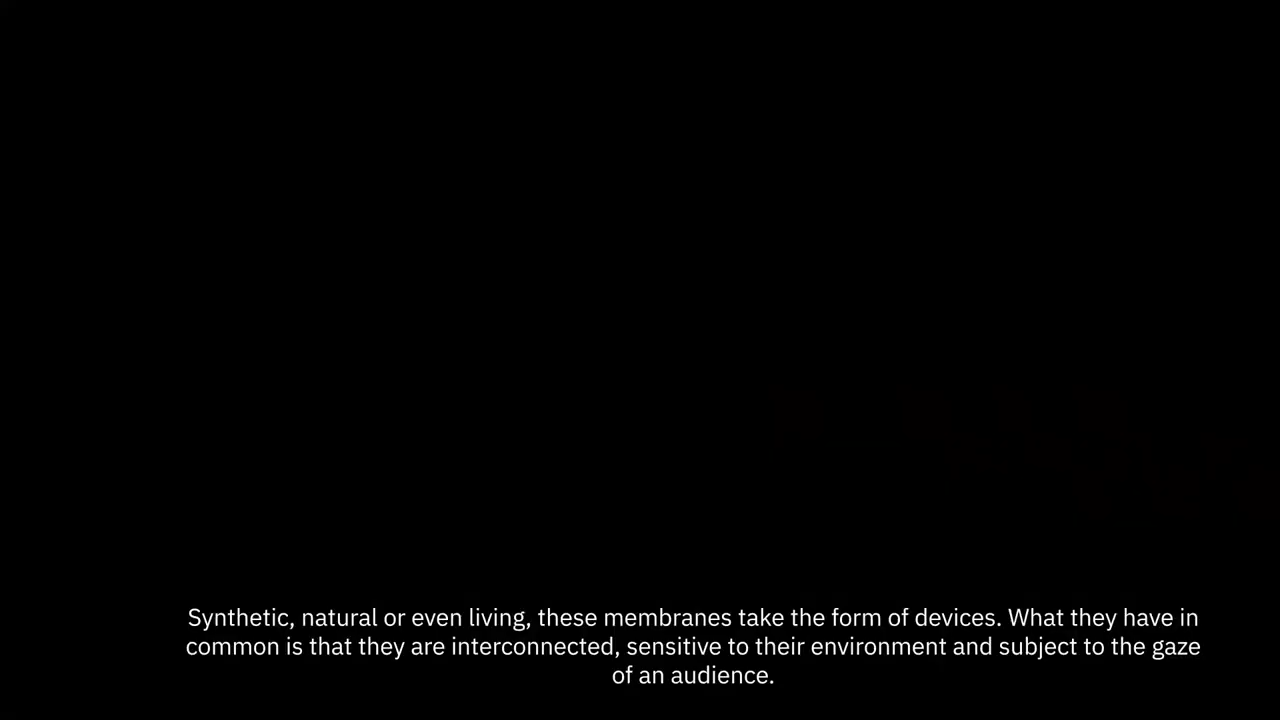 Synthetic, natural or even living, these membranes take the form of devices. What they have in
common is that they are interconnected, sensitive to their environment and subject to the gaze
of an audience.